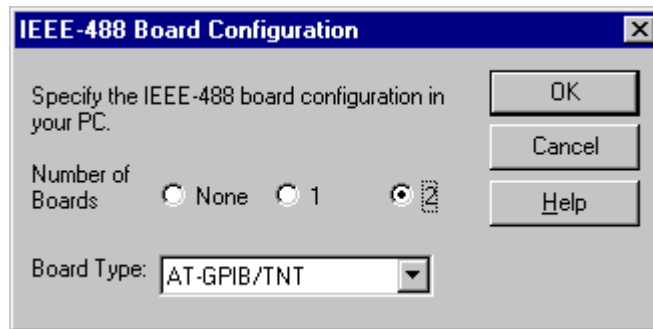 IEEE-488 Board Configuration
Specify the IEEE-488 board configuration in
your PC.
Number of
Boards
None
1
2
Board Type:
AT-GPIB/TNT
OK
Cancel
Help